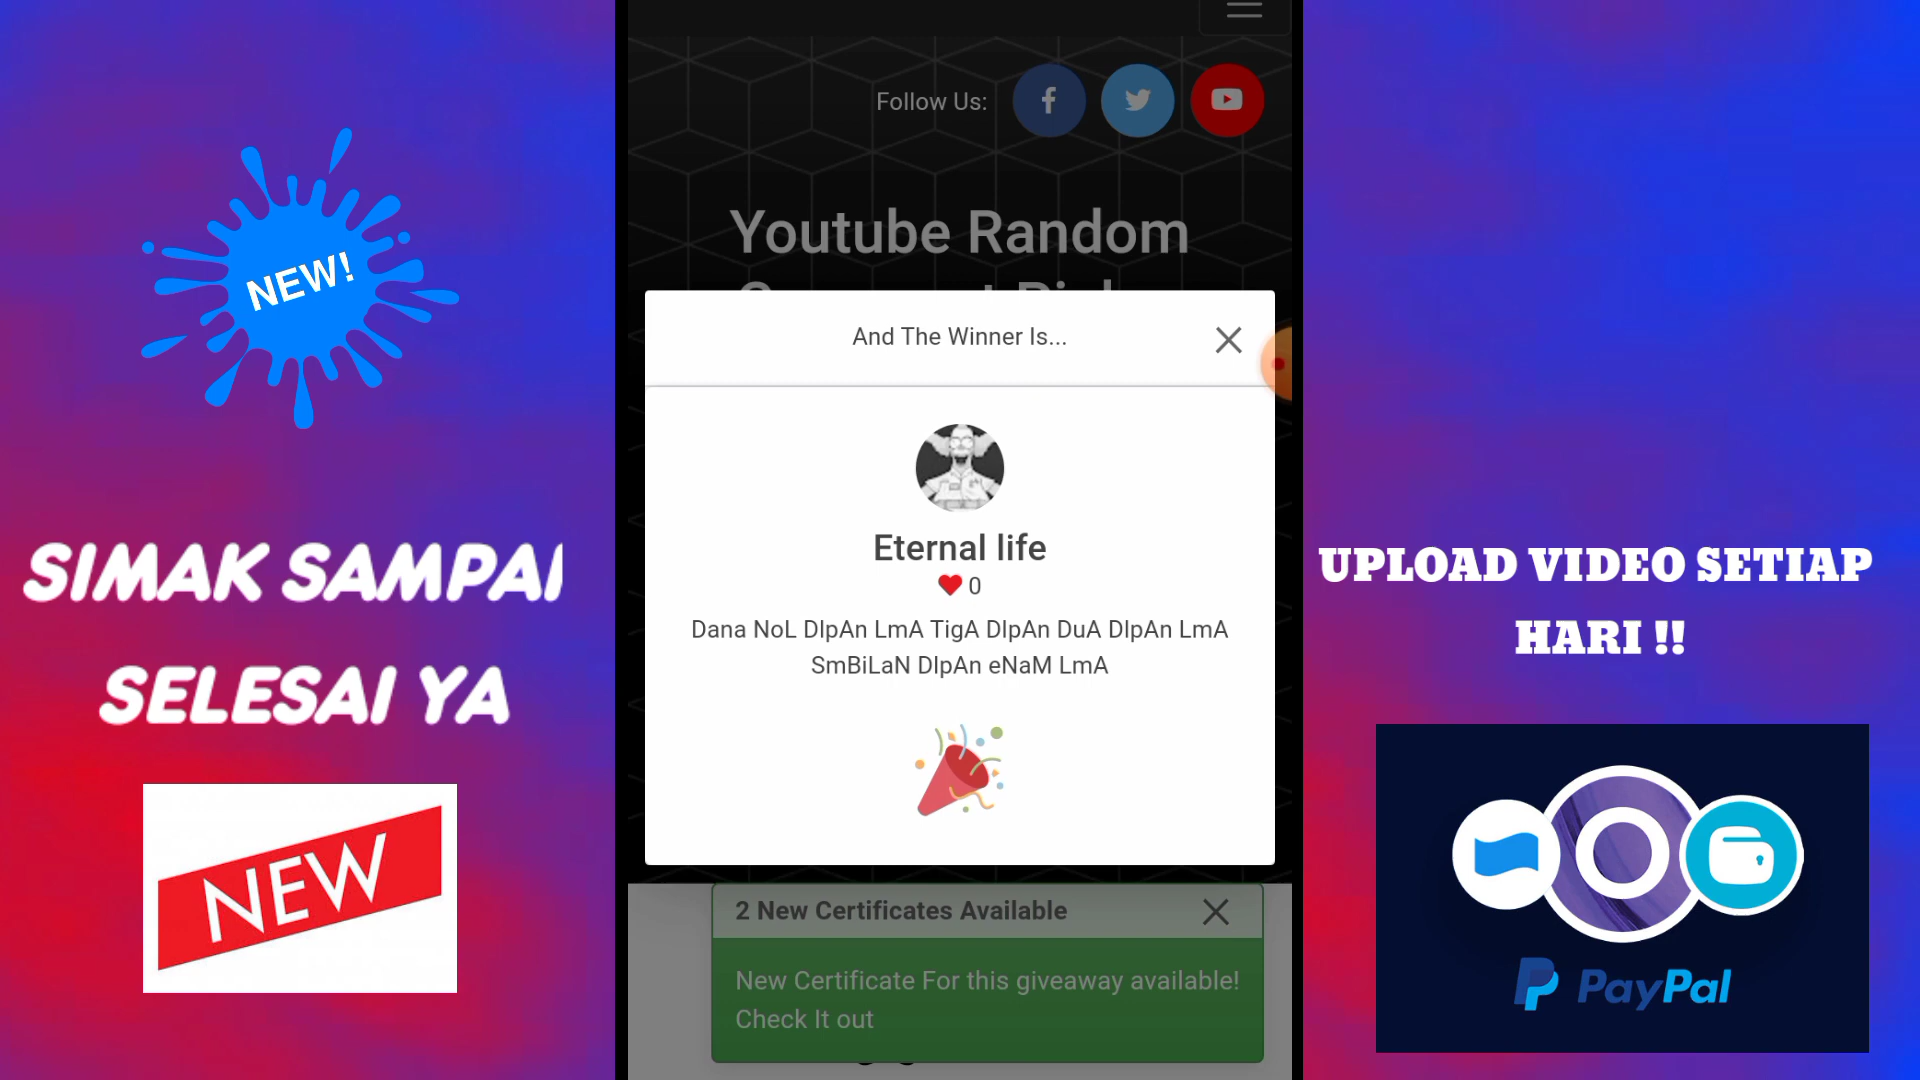 Follow Us:
Youtube Random
And The Winner Is...
Eternal life
0
Dana NoL DlpAn LmA TigA DlpAn DuA DlpAn LmA
SmBiLaN DlpAn eNaM LmA
2 New Certificates Available
New Certificate For this giveaway available!
Check It out
NEW!
SIMAK SAMPAI
SELESAI YA
NEW
UPLOAD VIDEO SETIAP
HARI !!
PayPal